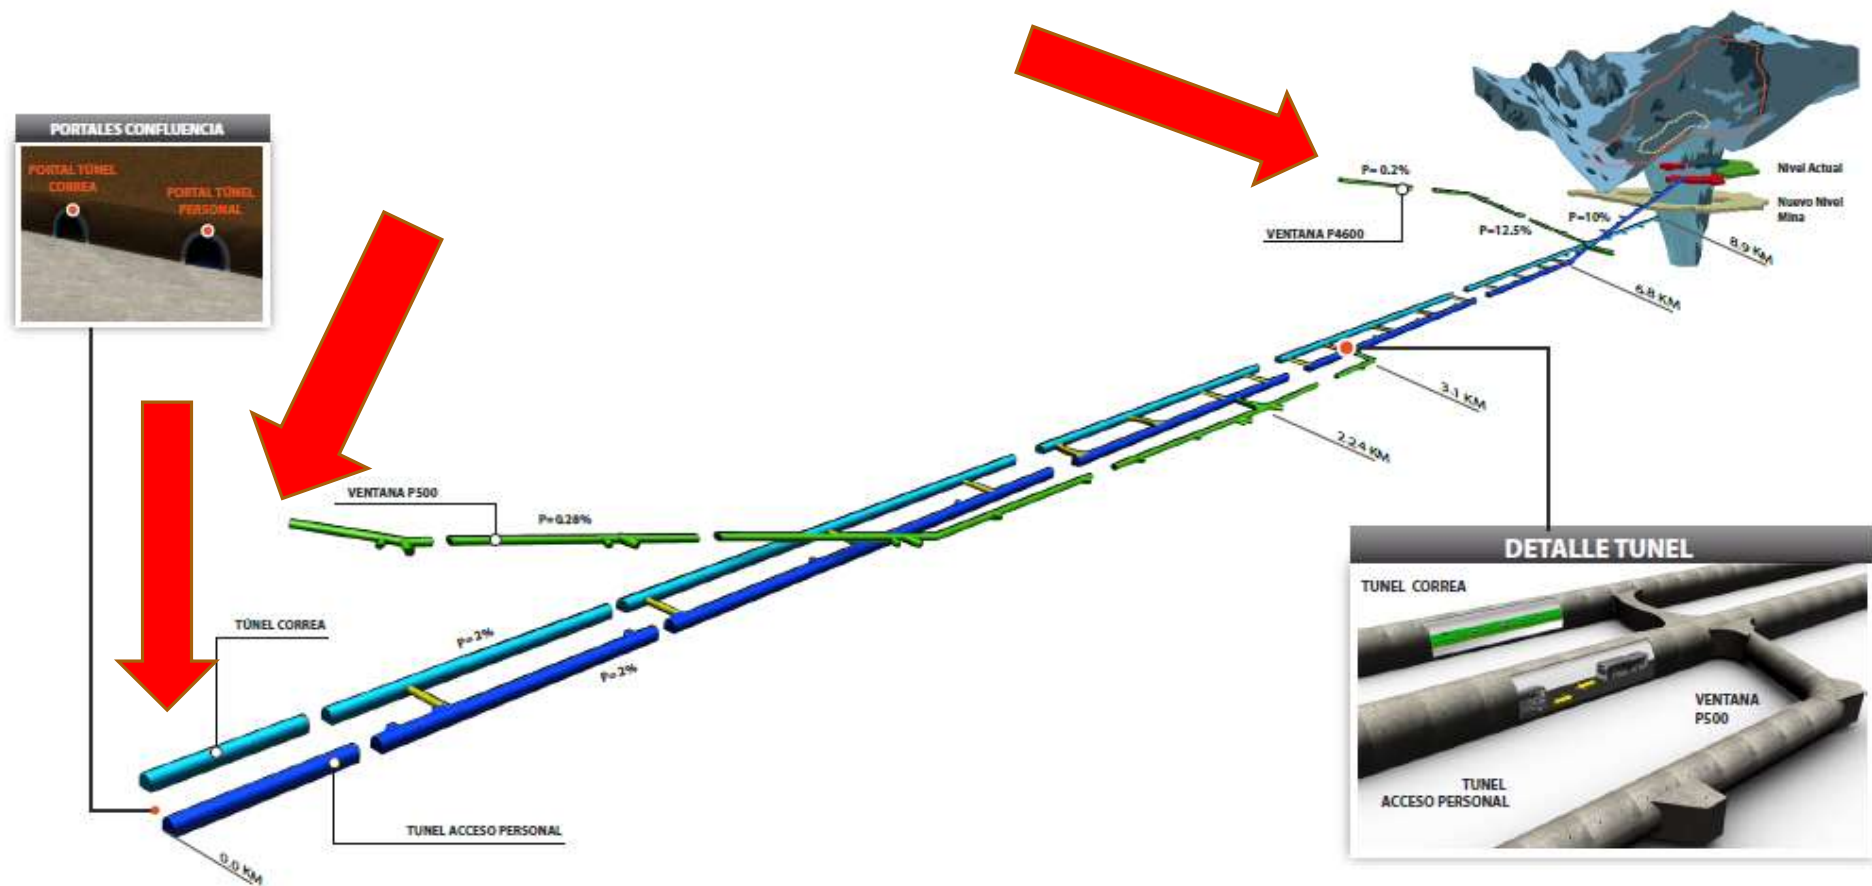 PORTALES CONFLUENCIA
PORTAL TÚNEL
CORREA
PORTAL TÚNEL
PERSONAL
P= 0.2%
VENTANA P4600
P=12.5%
P=10%
Nivel Actual
Nuevo Nivel
Mina
8.9 KM
6.8 KM
3.1 KM
2.24 KM
VENTANA P500
P=0.28%
TÚNEL CORREA
P=2%
P=2%
TUNEL ACCESO PERSONAL
0.0 KM
DETALLE TUNEL
TUNEL CORREA
VENTANA
P500
TUNEL
ACCESO PERSONAL